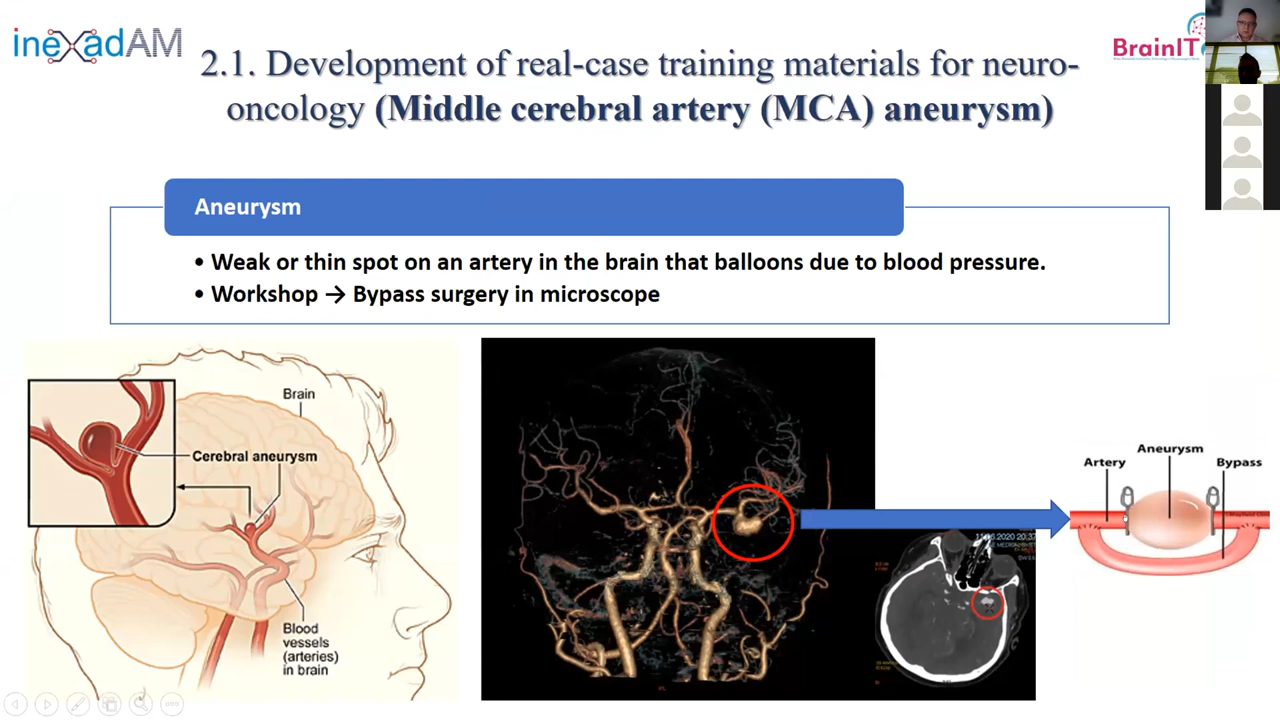 inexadAM
BrainIT
2.1. Development of real-case training materials for neuro-
oncology (Middle cerebral artery (MCA) aneurysm)
Aneurysm
• Weak or thin spot on an artery in the brain that balloons due to blood pressure.
• Workshop → Bypass surgery in microscope
Brain
Cerebral aneurysm
Blood
vessels
(arteries)
in brain
Aneurysm
Artery
Bypass